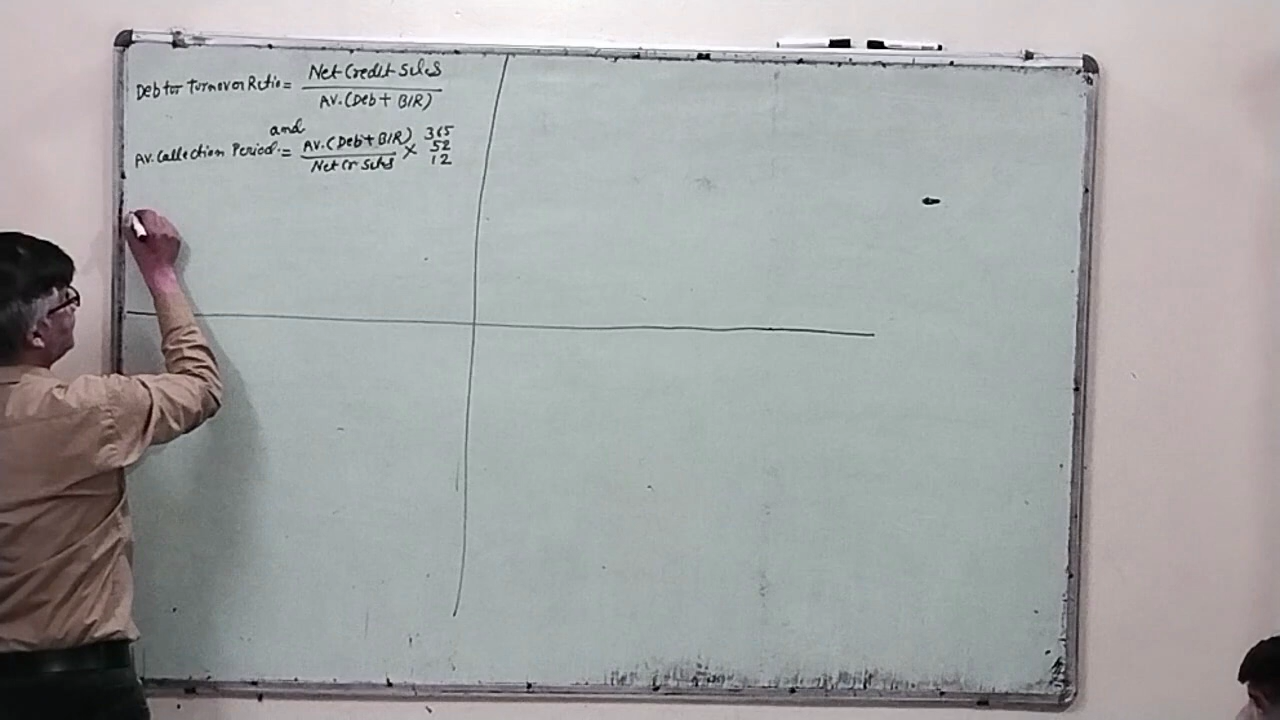 Debtor Turnover Ratio = Net Credit Sales
AV. (Deb + B/R)
and
AV. Collection Period = AV. (Deb + B/R) × 365
52
12
Net Cr Sales